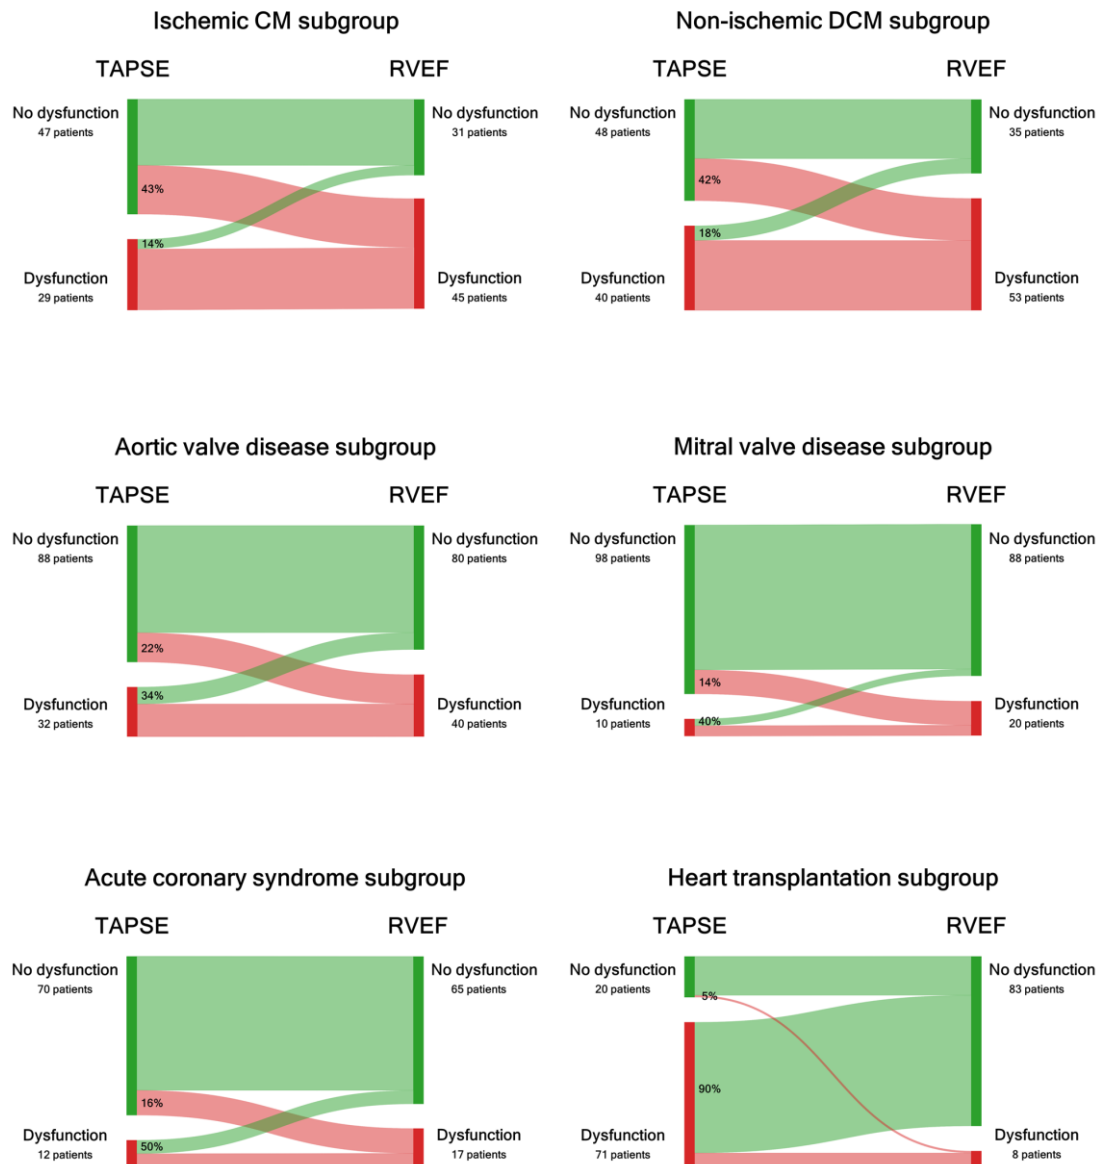 Ischemic CM subgroup
TAPSE RVEF
No dysfunction No dysfunction
47 patients 31 patients
43%
14%
Dysfunction Dysfunction
29 patients 45 patients
Non-ischemic DCM subgroup
TAPSE RVEF
No dysfunction No dysfunction
48 patients 35 patients
42%
18%
Dysfunction Dysfunction
40 patients 53 patients
Aortic valve disease subgroup
TAPSE RVEF
No dysfunction No dysfunction
88 patients 80 patients
22%
34%
Dysfunction Dysfunction
32 patients 40 patients
Mitral valve disease subgroup
TAPSE RVEF
No dysfunction No dysfunction
98 patients 88 patients
14%
40%
Dysfunction Dysfunction
10 patients 20 patients
Acute coronary syndrome subgroup
TAPSE RVEF
No dysfunction No dysfunction
70 patients 65 patients
16%
50%
Dysfunction Dysfunction
12 patients 17 patients
Heart transplantation subgroup
TAPSE RVEF
No dysfunction No dysfunction
20 patients 83 patients
5%
90%
Dysfunction Dysfunction
71 patients 8 patients